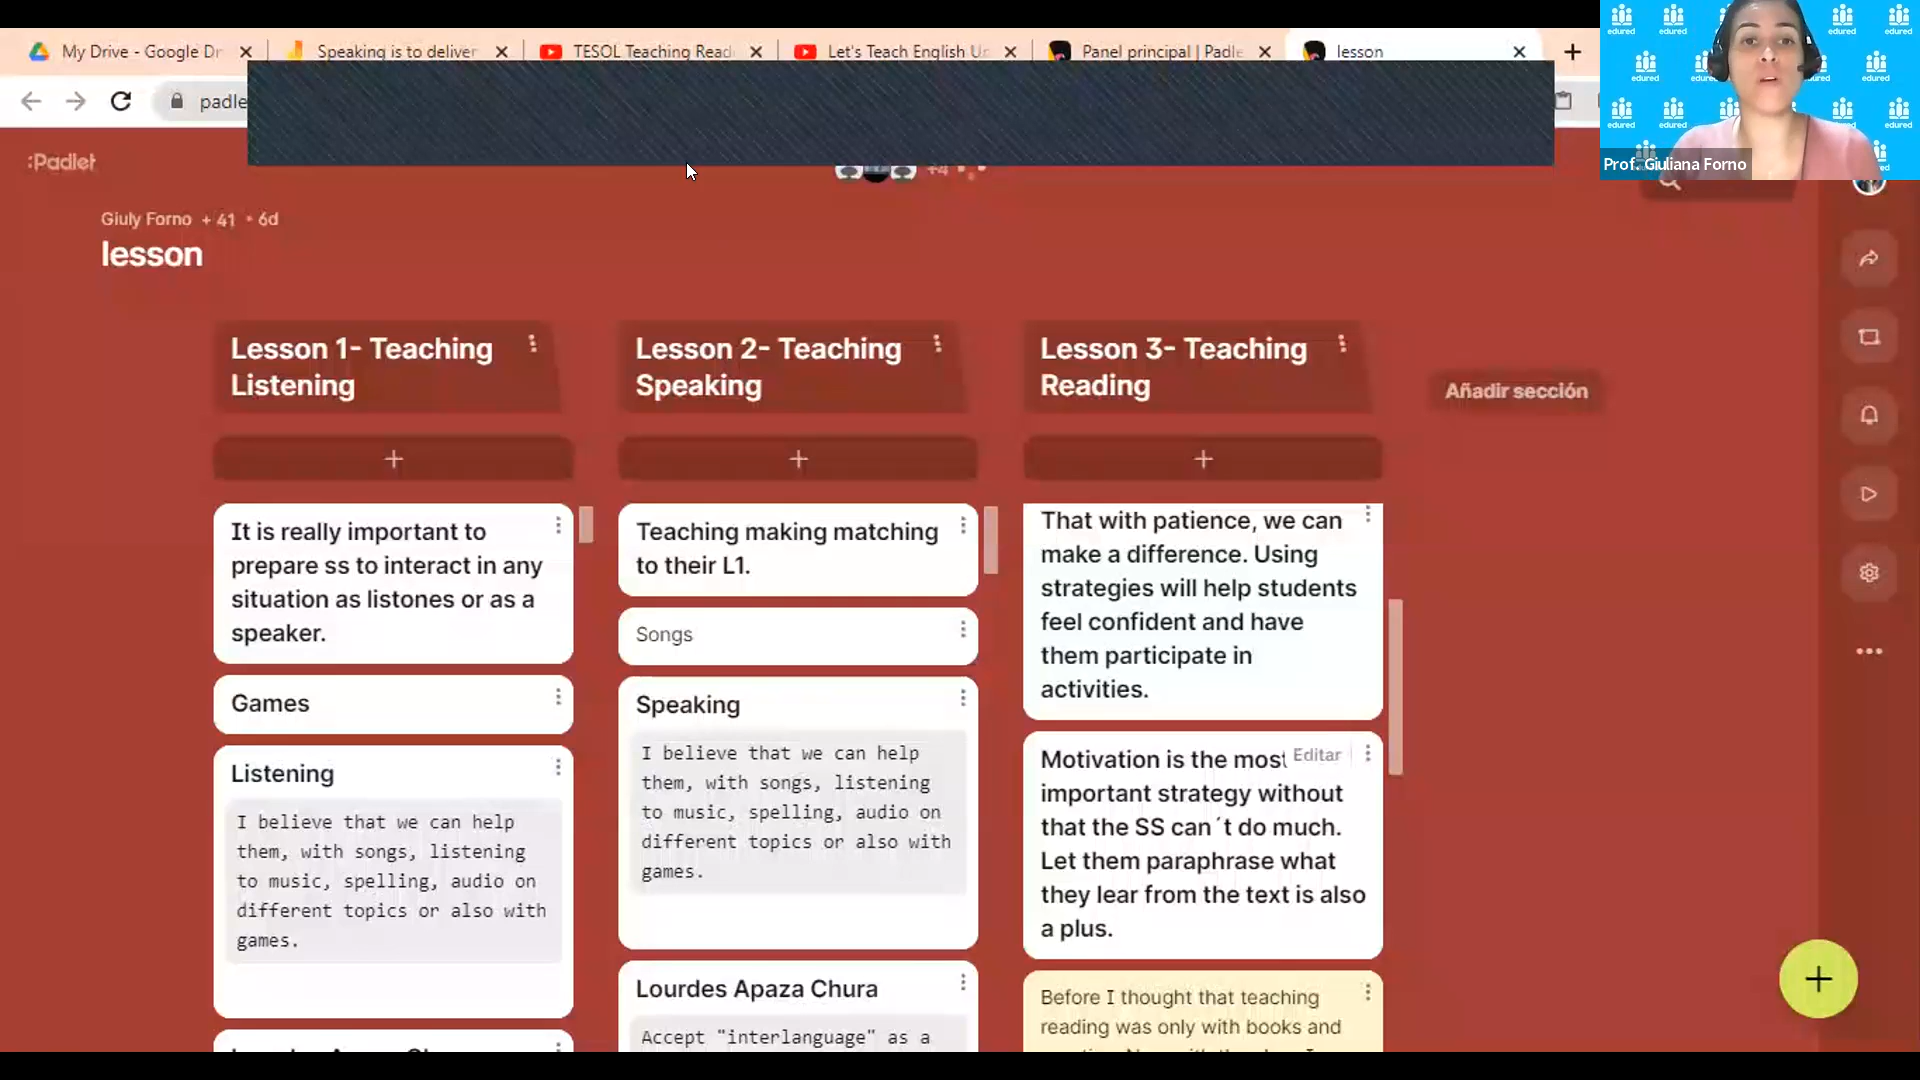 My Drive - Google Dr
Speaking is to deliver
TESOL Teaching Read
Let's Teach English Un
Panel principal | Padle
lesson
padle
edured
edured
edured
edured
edured
edured
Prof. Giuliana Forno
:Padlet
+4
Giuly Forno + 41 • 6d
lesson
Lesson 1- Teaching
Listening
It is really important to
prepare ss to interact in any
situation as listones or as a
speaker.
Games
Listening
I believe that we can help
them, with songs, listening
to music, spelling, audio on
different topics or also with
games.
Lesson 2- Teaching
Speaking
Teaching making matching
to their L1.
Songs
Speaking
I believe that we can help
them, with songs, listening
to music, spelling, audio on
different topics or also with
games.
Lourdes Apaza Chura
Accept "interlanguage" as a
Lesson 3- Teaching
Reading
That with patience, we can
make a difference. Using
strategies will help students
feel confident and have
them participate in
activities.
Motivation is the most
Editar
important strategy without
that the SS can´t do much.
Let them paraphrase what
they lear from the text is also
a plus.
Before I thought that teaching
reading was only with books and
Añadir sección